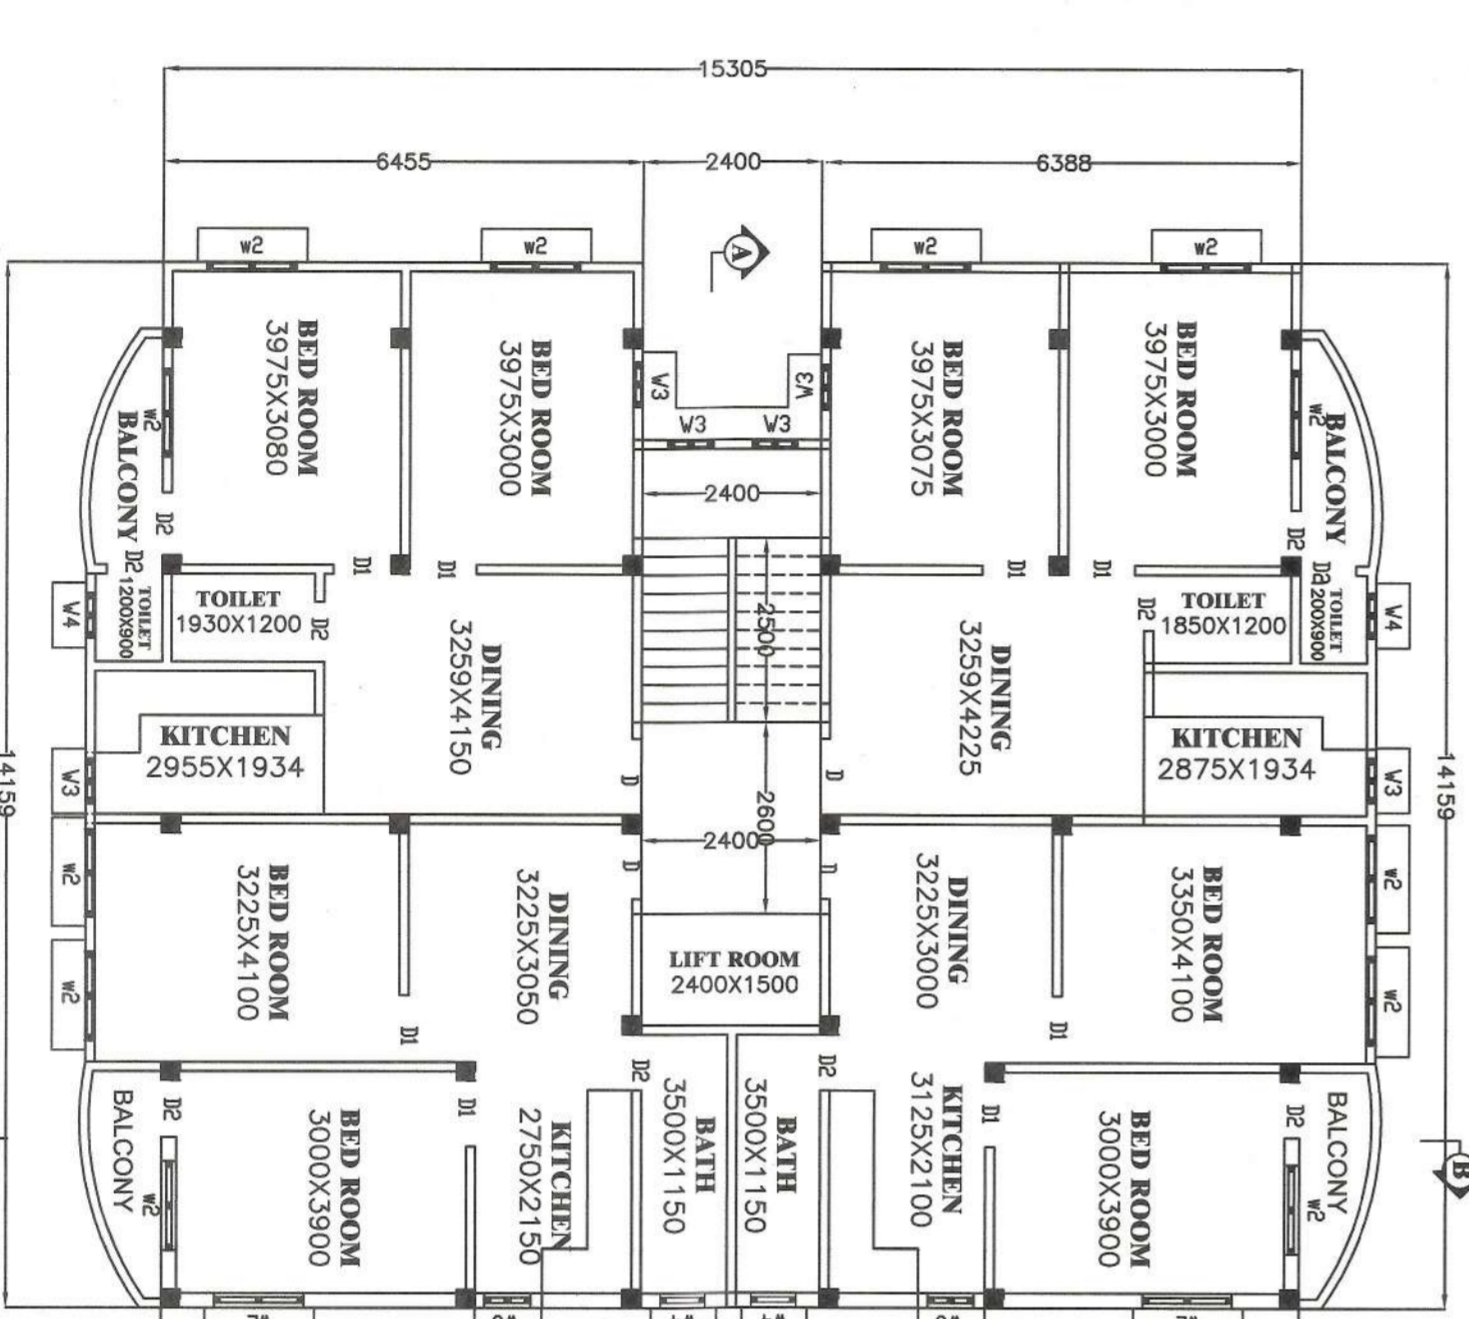 15305
6455
2400
6388
w2
w2
w2
w2
A
BED ROOM
3975X3080
BED ROOM
3975X3000
BED ROOM
3975X3075
BED ROOM
3975X3000
W3
W3
W3
W3
w2
BALCONY
w2
BALCONY
2400
D2
D2
D1
D1
D1
D1
D2
TOILET
1200X900
TOILET
1930X1200
D2
2500
D2
TOILET
1850X1200
TOILET
W4
W4
DINING
3259X4150
DINING
3259X4225
KITCHEN
2955X1934
KITCHEN
2875X1934
W3
W3
14159
14159
D
D
2600
2400
D
D
w2
w2
BED ROOM
3225X4100
DINING
3225X3050
DINING
3225X3000
BED ROOM
3350X4100
LIFT ROOM
2400X1500
w2
w2
D1
D1
D2
D2
BALCONY
D2
D1
D1
D2
BALCONY
w2
BED ROOM
3000X3900
KITCHEN
2750X2150
BATH
3500X1150
BATH
3500X1150
KITCHEN
3125X2100
BED ROOM
3000X3900
w2
B